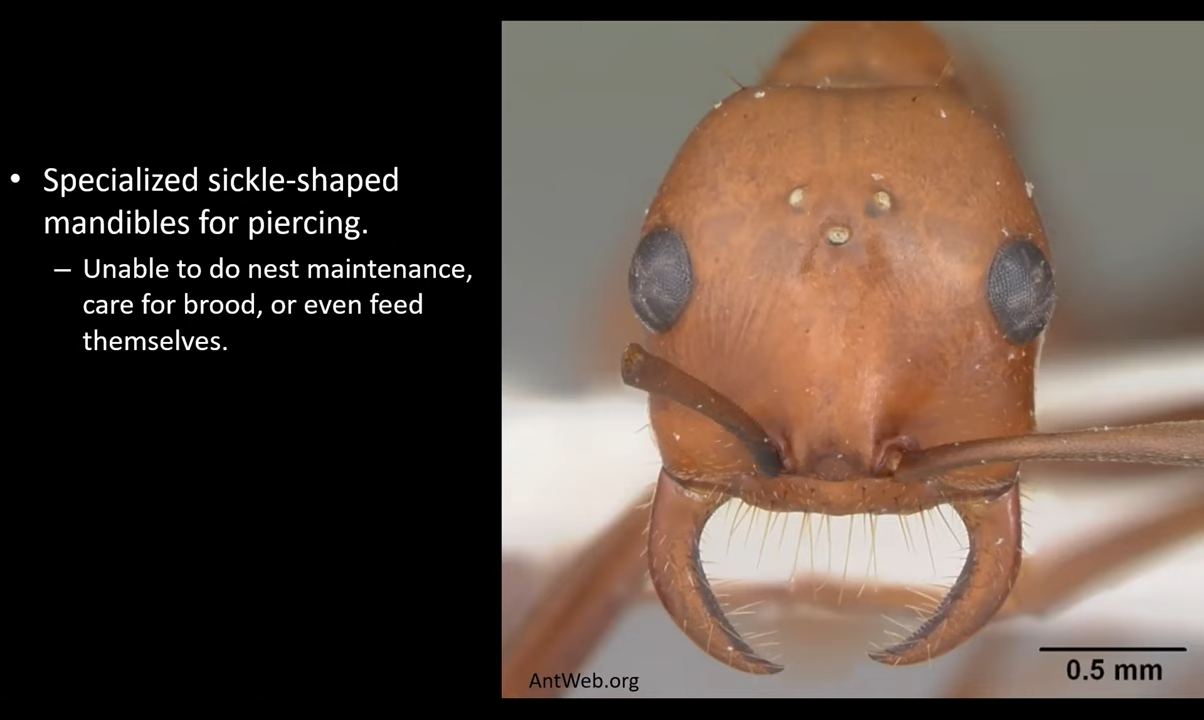 • Specialized sickle-shaped
mandibles for piercing.
– Unable to do nest maintenance,
care for brood, or even feed
themselves.
AntWeb.org
0.5 mm